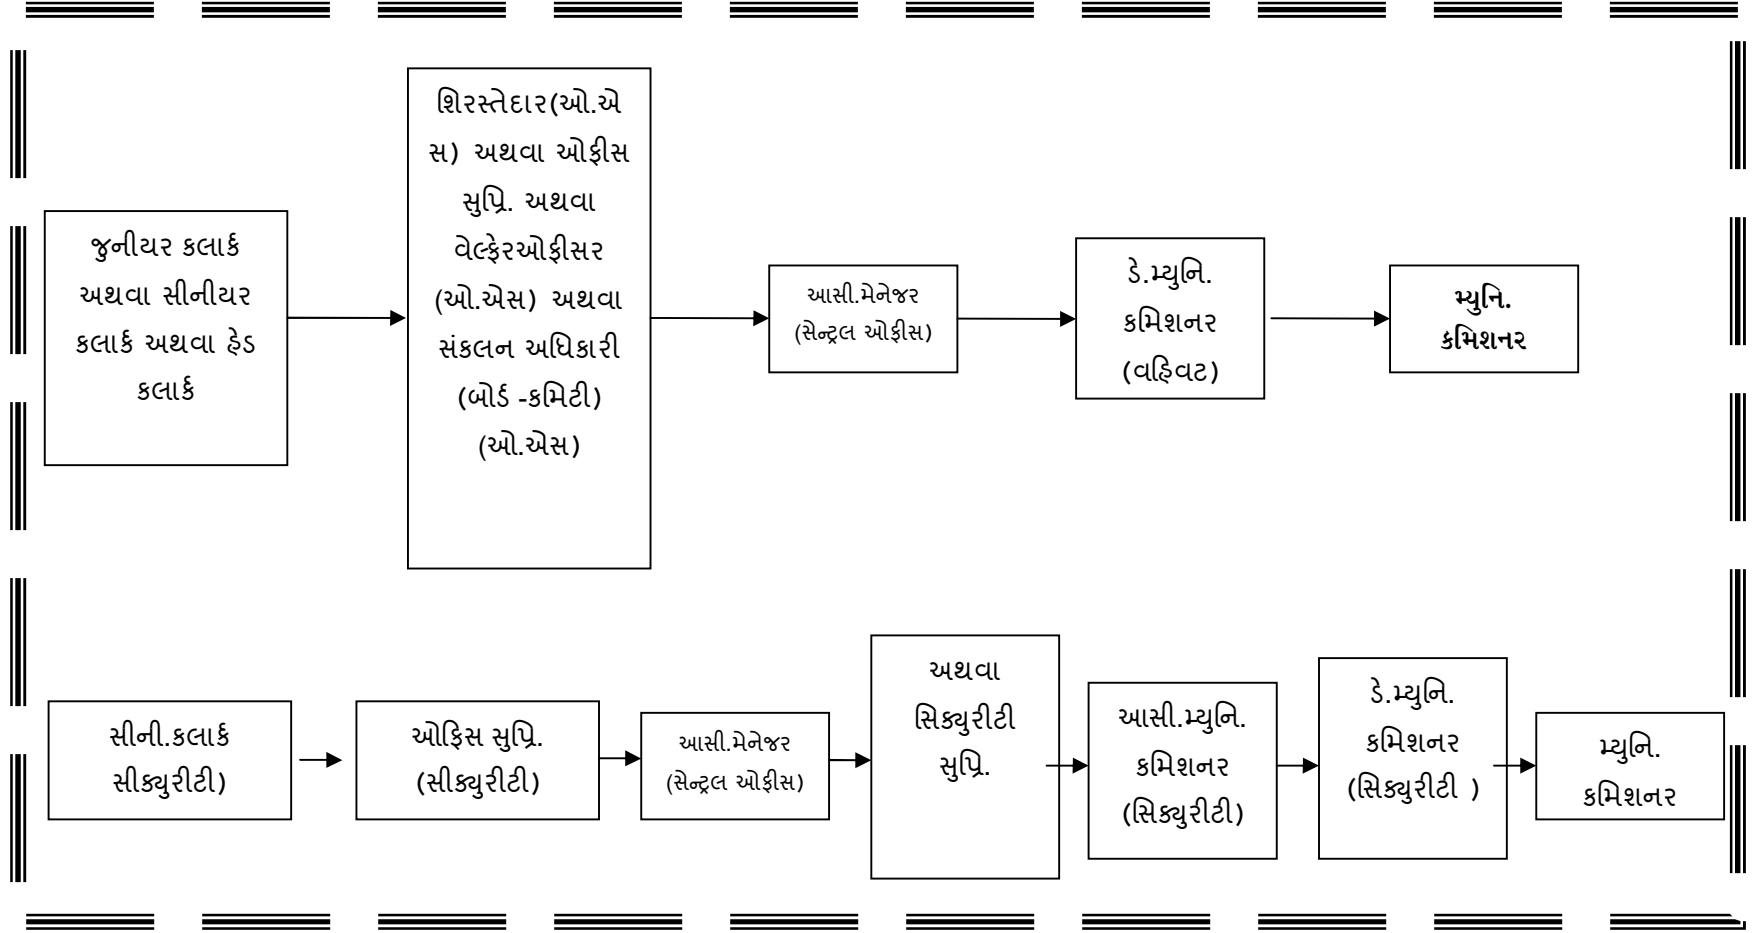 જુનીયર કલાર્ક
અથવા સીનીયર
કલાર્ક અથવા હેડ
કલાર્ક
શિરસ્તેદાર(ઓ.એ
સ) અથવા ઓફીસ
સુપ્રિ. અથવા
વેલ્ફેરઓફીસર
(ઓ.એસ) અથવા
સંકલન અધિકારી
(બોર્ડ -કમિટી)
(ઓ.એસ)
આસી.મેનેજર
(સેન્ટ્રલ ઓફીસ)
ડે.મ્યુનિ.
કમિશનર
(વહિવટ)
મ્યુનિ.
કમિશનર
સીની.કલાર્ક
સીક્યુરીટી)
ઓફિસ સુપ્રિ.
(સીક્યુરીટી)
આસી.મેનેજર
(સેન્ટ્રલ ઓફીસ)
અથવા
સિક્યુરીટી
સુપ્રિ.
આસી.મ્યુનિ.
કમિશનર
(સિક્યુરીટી)
ડે.મ્યુનિ.
કમિશનર
(સિક્યુરીટી )
મ્યુનિ.
કમિશનર